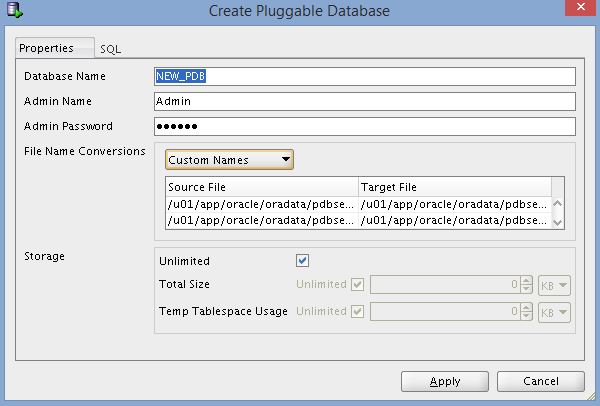 Create Pluggable Database
Properties SQL
Database Name NEW_PDB
Admin Name Admin
Admin Password ••••••
File Name Conversions Custom Names
Source File Target File
/u01/app/oracle/oradata/pdbse... /u01/app/oracle/oradata/pdbse...
/u01/app/oracle/oradata/pdbse... /u01/app/oracle/oradata/pdbse...
Storage Unlimited
Total Size Unlimited 0 KB
Temp Tablespace Usage Unlimited 0 KB
Apply Cancel